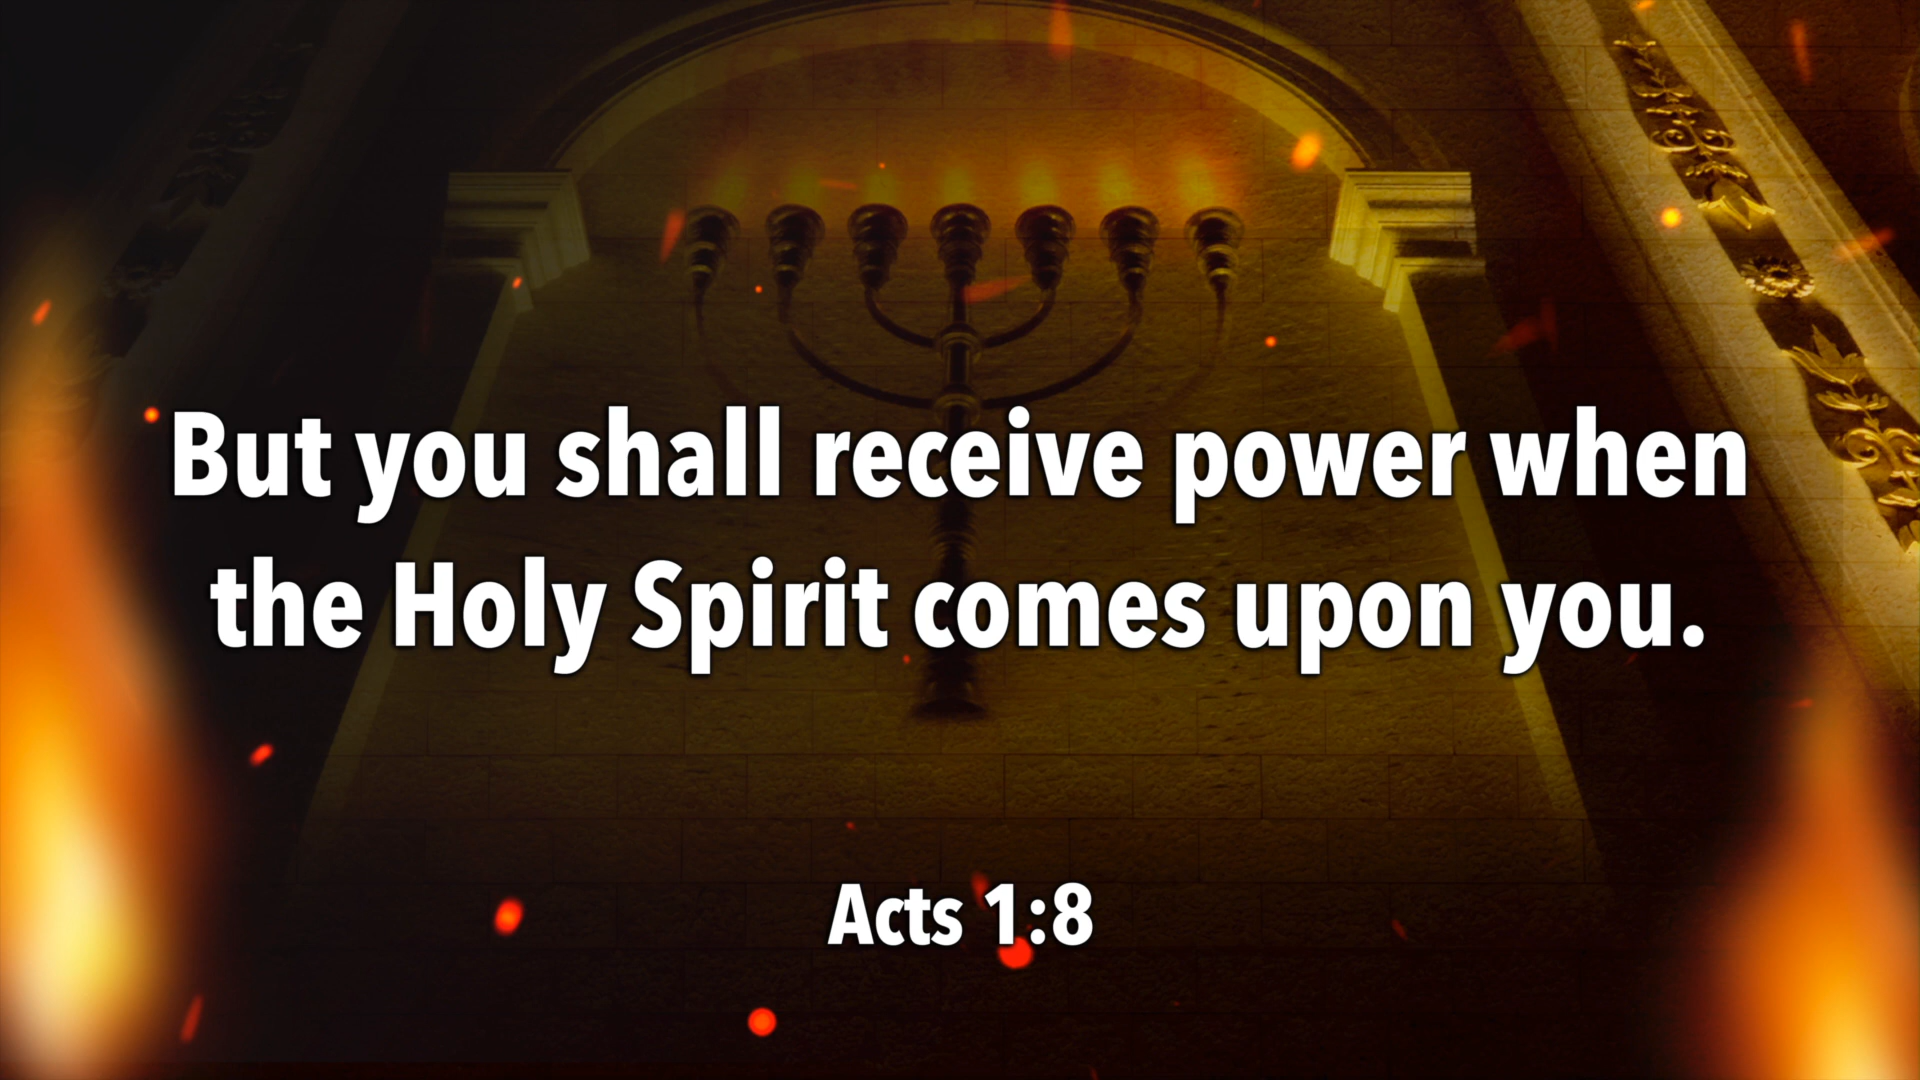 But you shall receive power when
the Holy Spirit comes upon you.
Acts 1:8